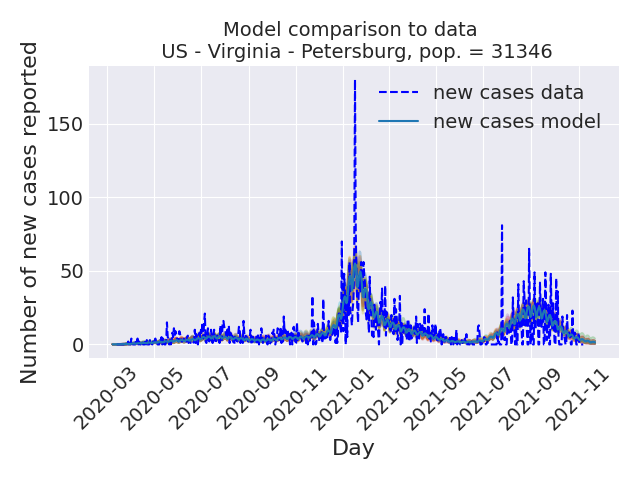 Model comparison to data
US - Virginia - Petersburg, pop. = 31346
Number of new cases reported
150
100
50
0
new cases data
new cases model
2020-03
2020-05
2020-07
2020-09
2020-11
2021-01
2021-03
2021-05
2021-07
2021-09
2021-11
Day